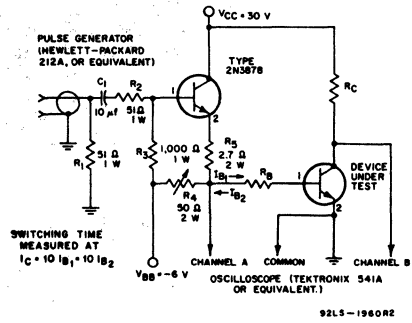 VCC = 30 V
PULSE GENERATOR
(HEWLETT-PACKARD
212A, OR EQUIVALENT)
TYPE
2N3878
1
2
C1
10 µf
R2
51Ω
1 W
RC
R1
51 Ω
1 W
R3
1,000 Ω
1 W
R5
2.7 Ω
2 W
R4
50 Ω
2 W
IB1
IB2
RB
1
2
DEVICE
UNDER
TEST
SWITCHING TIME
MEASURED AT
IC = 10 IB1 = 10 IB2
VBB = -6 V
CHANNEL A
COMMON
CHANNEL B
OSCILLOSCOPE (TEKTRONIX 541A
OR EQUIVALENT.)
92LS-1960R2